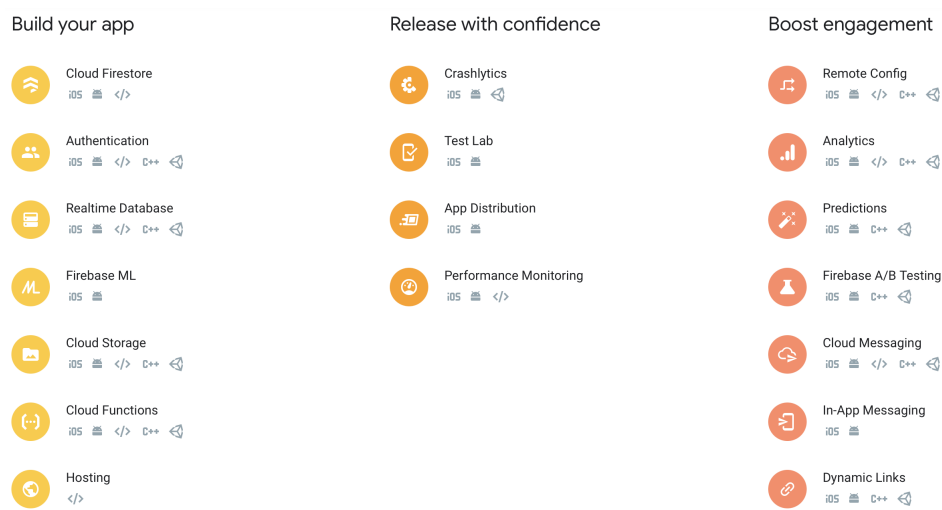 Build your app
Cloud Firestore
iOS </>
Authentication
iOS </> C++
Realtime Database
iOS </> C++
Firebase ML
iOS
Cloud Storage
iOS </> C++
Cloud Functions
iOS </> C++
Hosting
</>
Release with confidence
Crashlytics
iOS
Test Lab
iOS
App Distribution
iOS
Performance Monitoring
iOS </>
Boost engagement
Remote Config
iOS </> C++
Analytics
iOS </> C++
Predictions
iOS C++
Firebase A/B Testing
iOS C++
Cloud Messaging
iOS </> C++
In-App Messaging
iOS
Dynamic Links
iOS C++